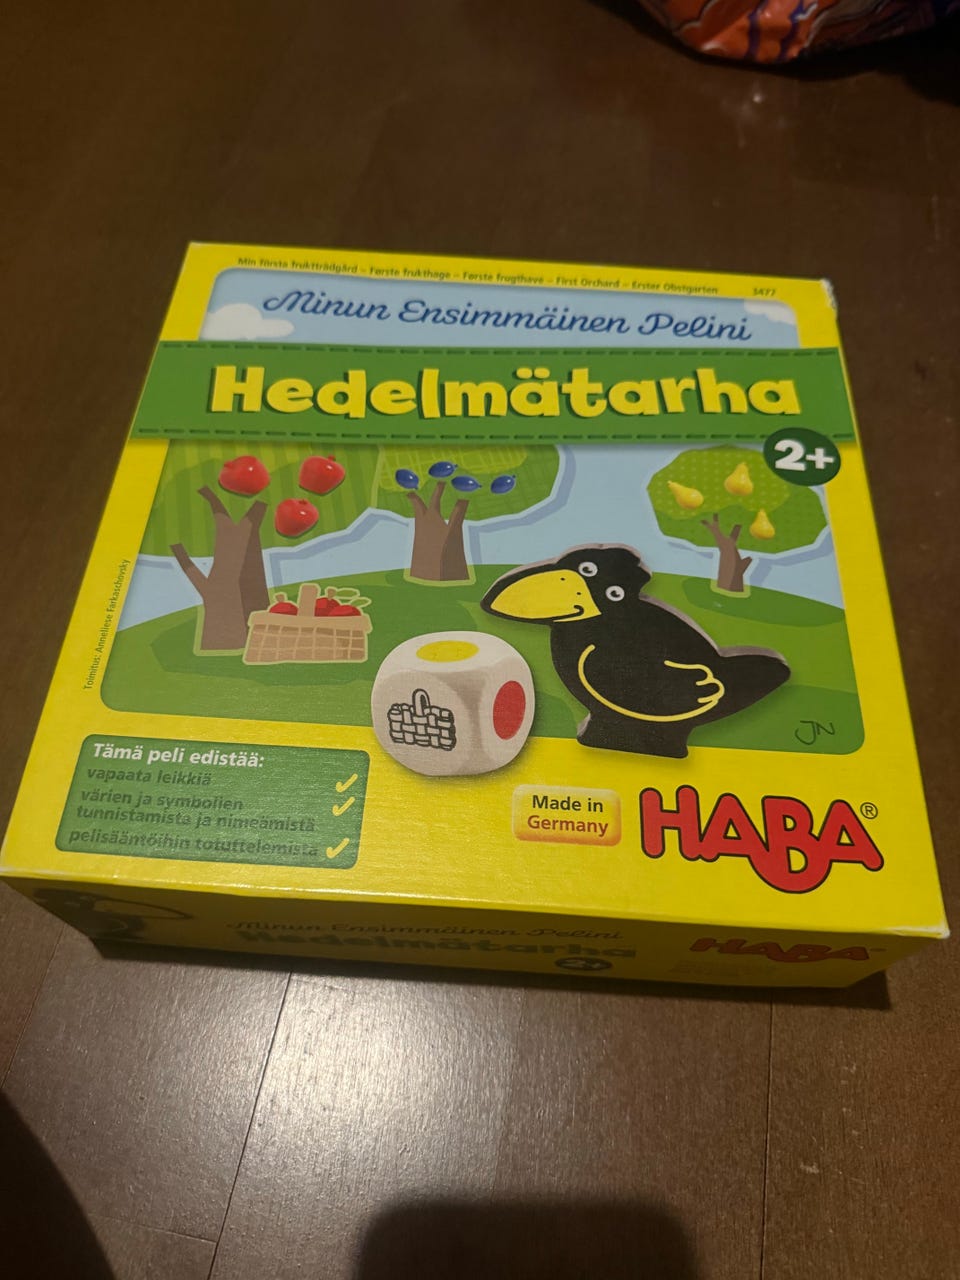 Min första fruktträdgård – Første frukthage – Første frugthave – First Orchard – Erster Obstgarten
3477
Minun Ensimmäinen Pelini
Hedelmätarha
2+
Toimitus: Anneliese Farkaschovsky
JN
Tämä peli edistää:
vapaata leikkiä
värien ja symbolien
tunnistamista ja nimeämistä
pelisääntöihin totuttelemista
Made in
Germany
HABA®
Minun Ensimmäinen Pelini
Hedelmätarha
2+
HABA®